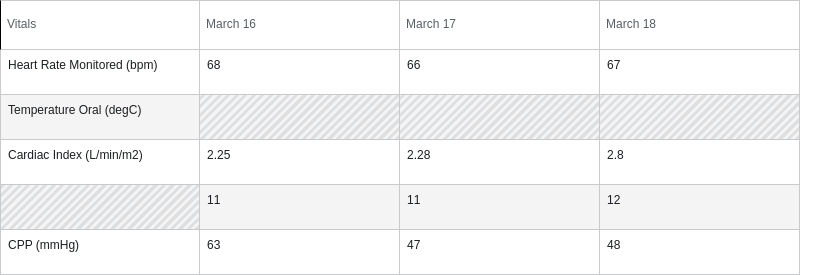 Vitals March 16 March 17 March 18
Heart Rate Monitored (bpm) 68 66 67
Temperature Oral (degC)
Cardiac Index (L/min/m2) 2.25 2.28 2.8
11 11 12
CPP (mmHg) 63 47 48